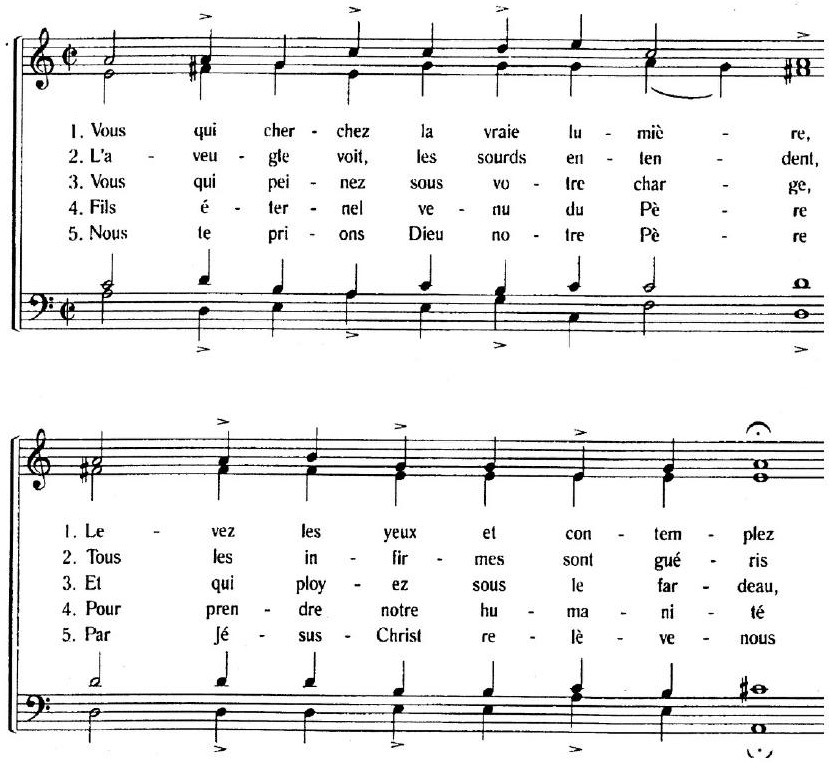 1. Vous qui cher - chez la vraie lu - miè - re,
2. L'a - veu - gle voit, les sourds en - ten - dent,
3. Vous qui pei - nez sous vo - tre char - ge,
4. Fils é - ter - nel ve - nu du Pè - re
5. Nous te pri - ons Dieu no - tre Pè - re
1. Le - vez les yeux et con - tem - plez
2. Tous les in - fir - mes sont gué - ris
3. Et qui ploy - ez sous le far - deau,
4. Pour pren - dre notre hu - ma - ni - té
5. Par Jé - sus - Christ re - lè - ve - nous